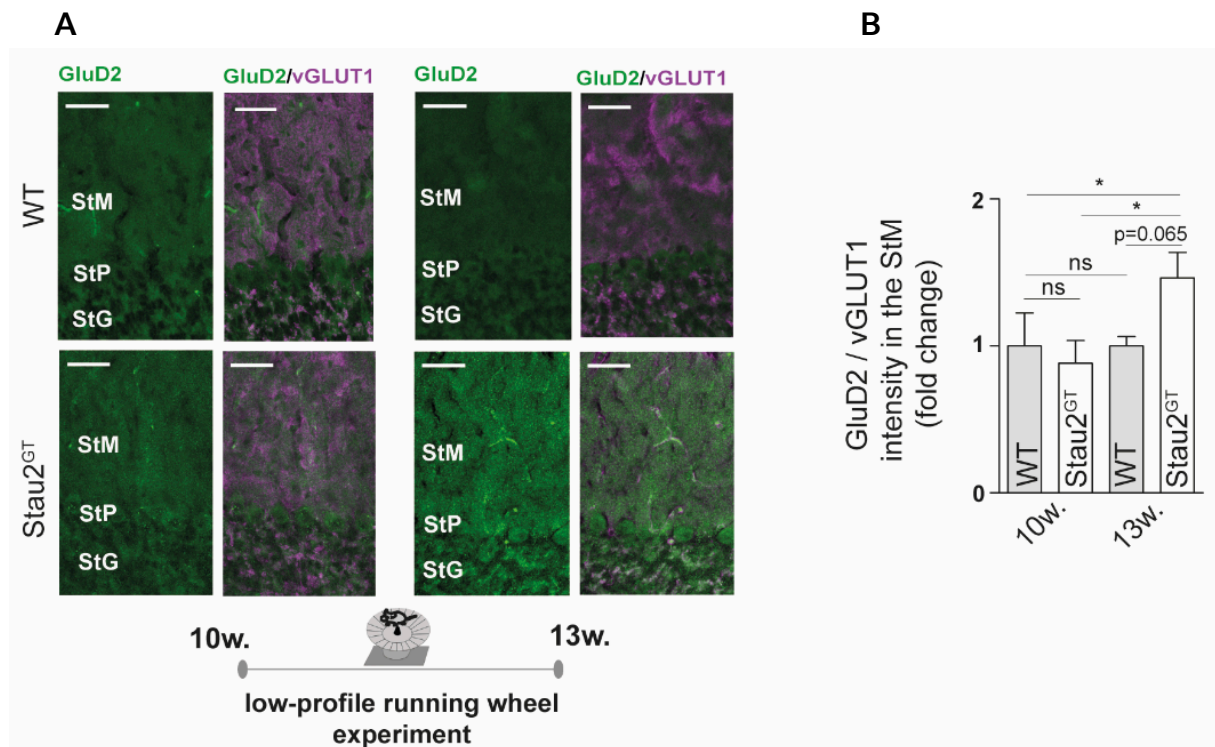 A
B
GluD2
GluD2/vGLUT1
GluD2
GluD2/vGLUT1
WT
StM
StP
StG
StM
StP
StG
Stau2GT
StM
StP
StG
StM
StP
StG
10w.
13w.
low-profile running wheel
experiment
GluD2 / vGLUT1
intensity in the StM
(fold change)
2
1
0
*
*
p=0.065
ns
ns
WT
Stau2GT
WT
Stau2GT
10w.
13w.